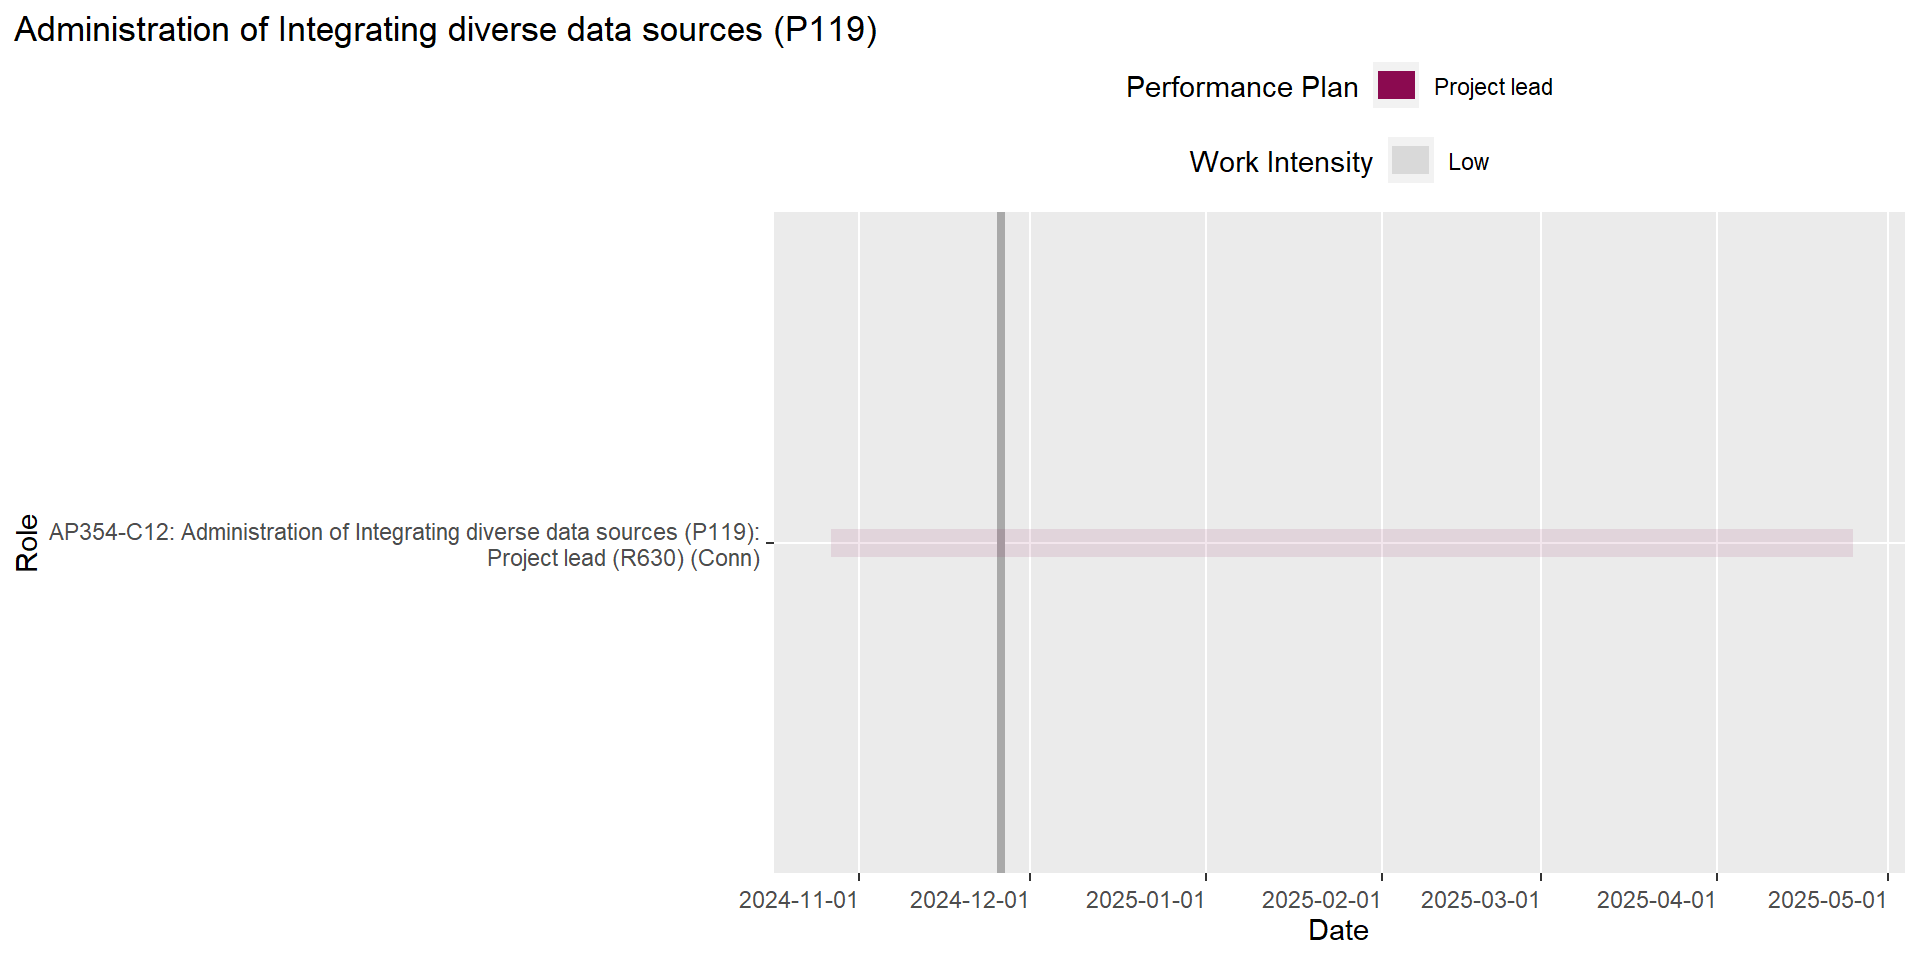 Administration of Integrating diverse data sources (P119)
Performance Plan
Project lead
Work Intensity
Low
Role
AP354-C12: Administration of Integrating diverse data sources (P119):
Project lead (R630) (Conn)
2024-11-01
2024-12-01
2025-01-01
2025-02-01
2025-03-01
2025-04-01
2025-05-01
Date